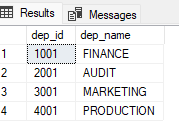 Results Messages
dep_id dep_name
1 1001 FINANCE
2 2001 AUDIT
3 3001 MARKETING
4 4001 PRODUCTION